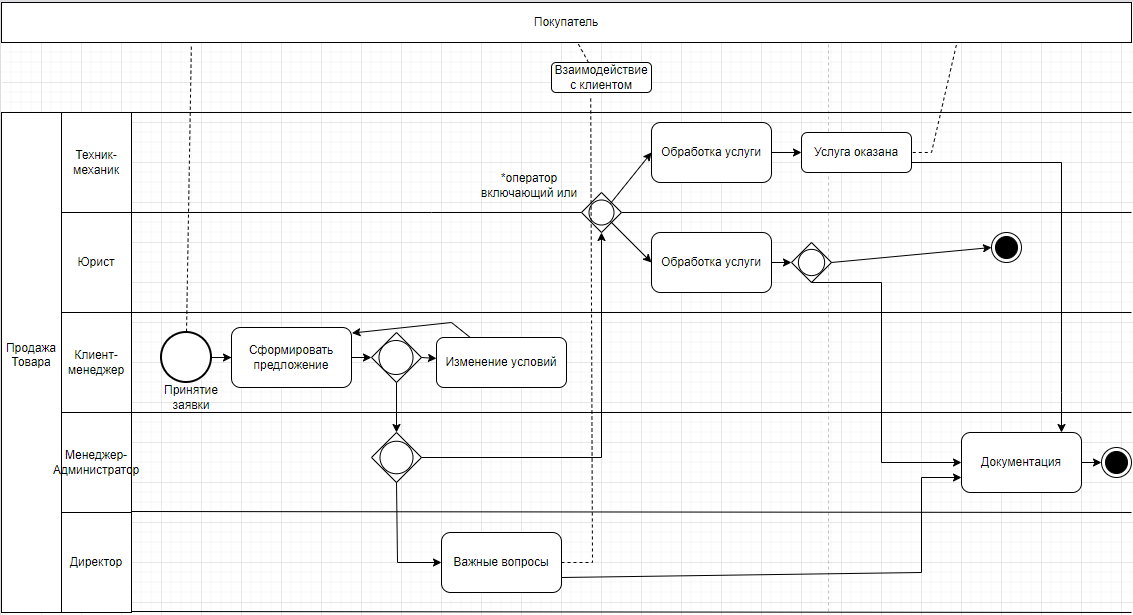 Покупатель
Взаимодействие
с клиентом
Техник-
механик
Обработка услуги
Услуга оказана
*оператор
включающий или
Юрист
Обработка услуги
Продажа
Товара
Клиент-
менеджер
Принятие
заявки
Сформировать
предложение
Изменение условий
Менеджер-
Администратор
Документация
Директор
Важные вопросы